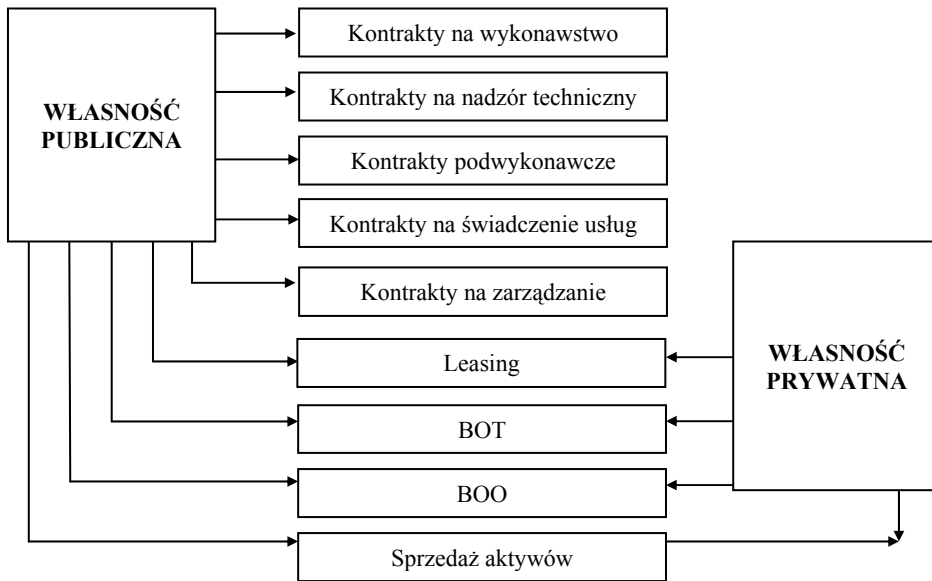 WŁASNOŚĆ
PUBLICZNA
Kontrakty na wykonawstwo
Kontrakty na nadzór techniczny
Kontrakty podwykonawcze
Kontrakty na świadczenie usług
Kontrakty na zarządzanie
Leasing
BOT
BOO
Sprzedaż aktywów
WŁASNOŚĆ
PRYWATNA